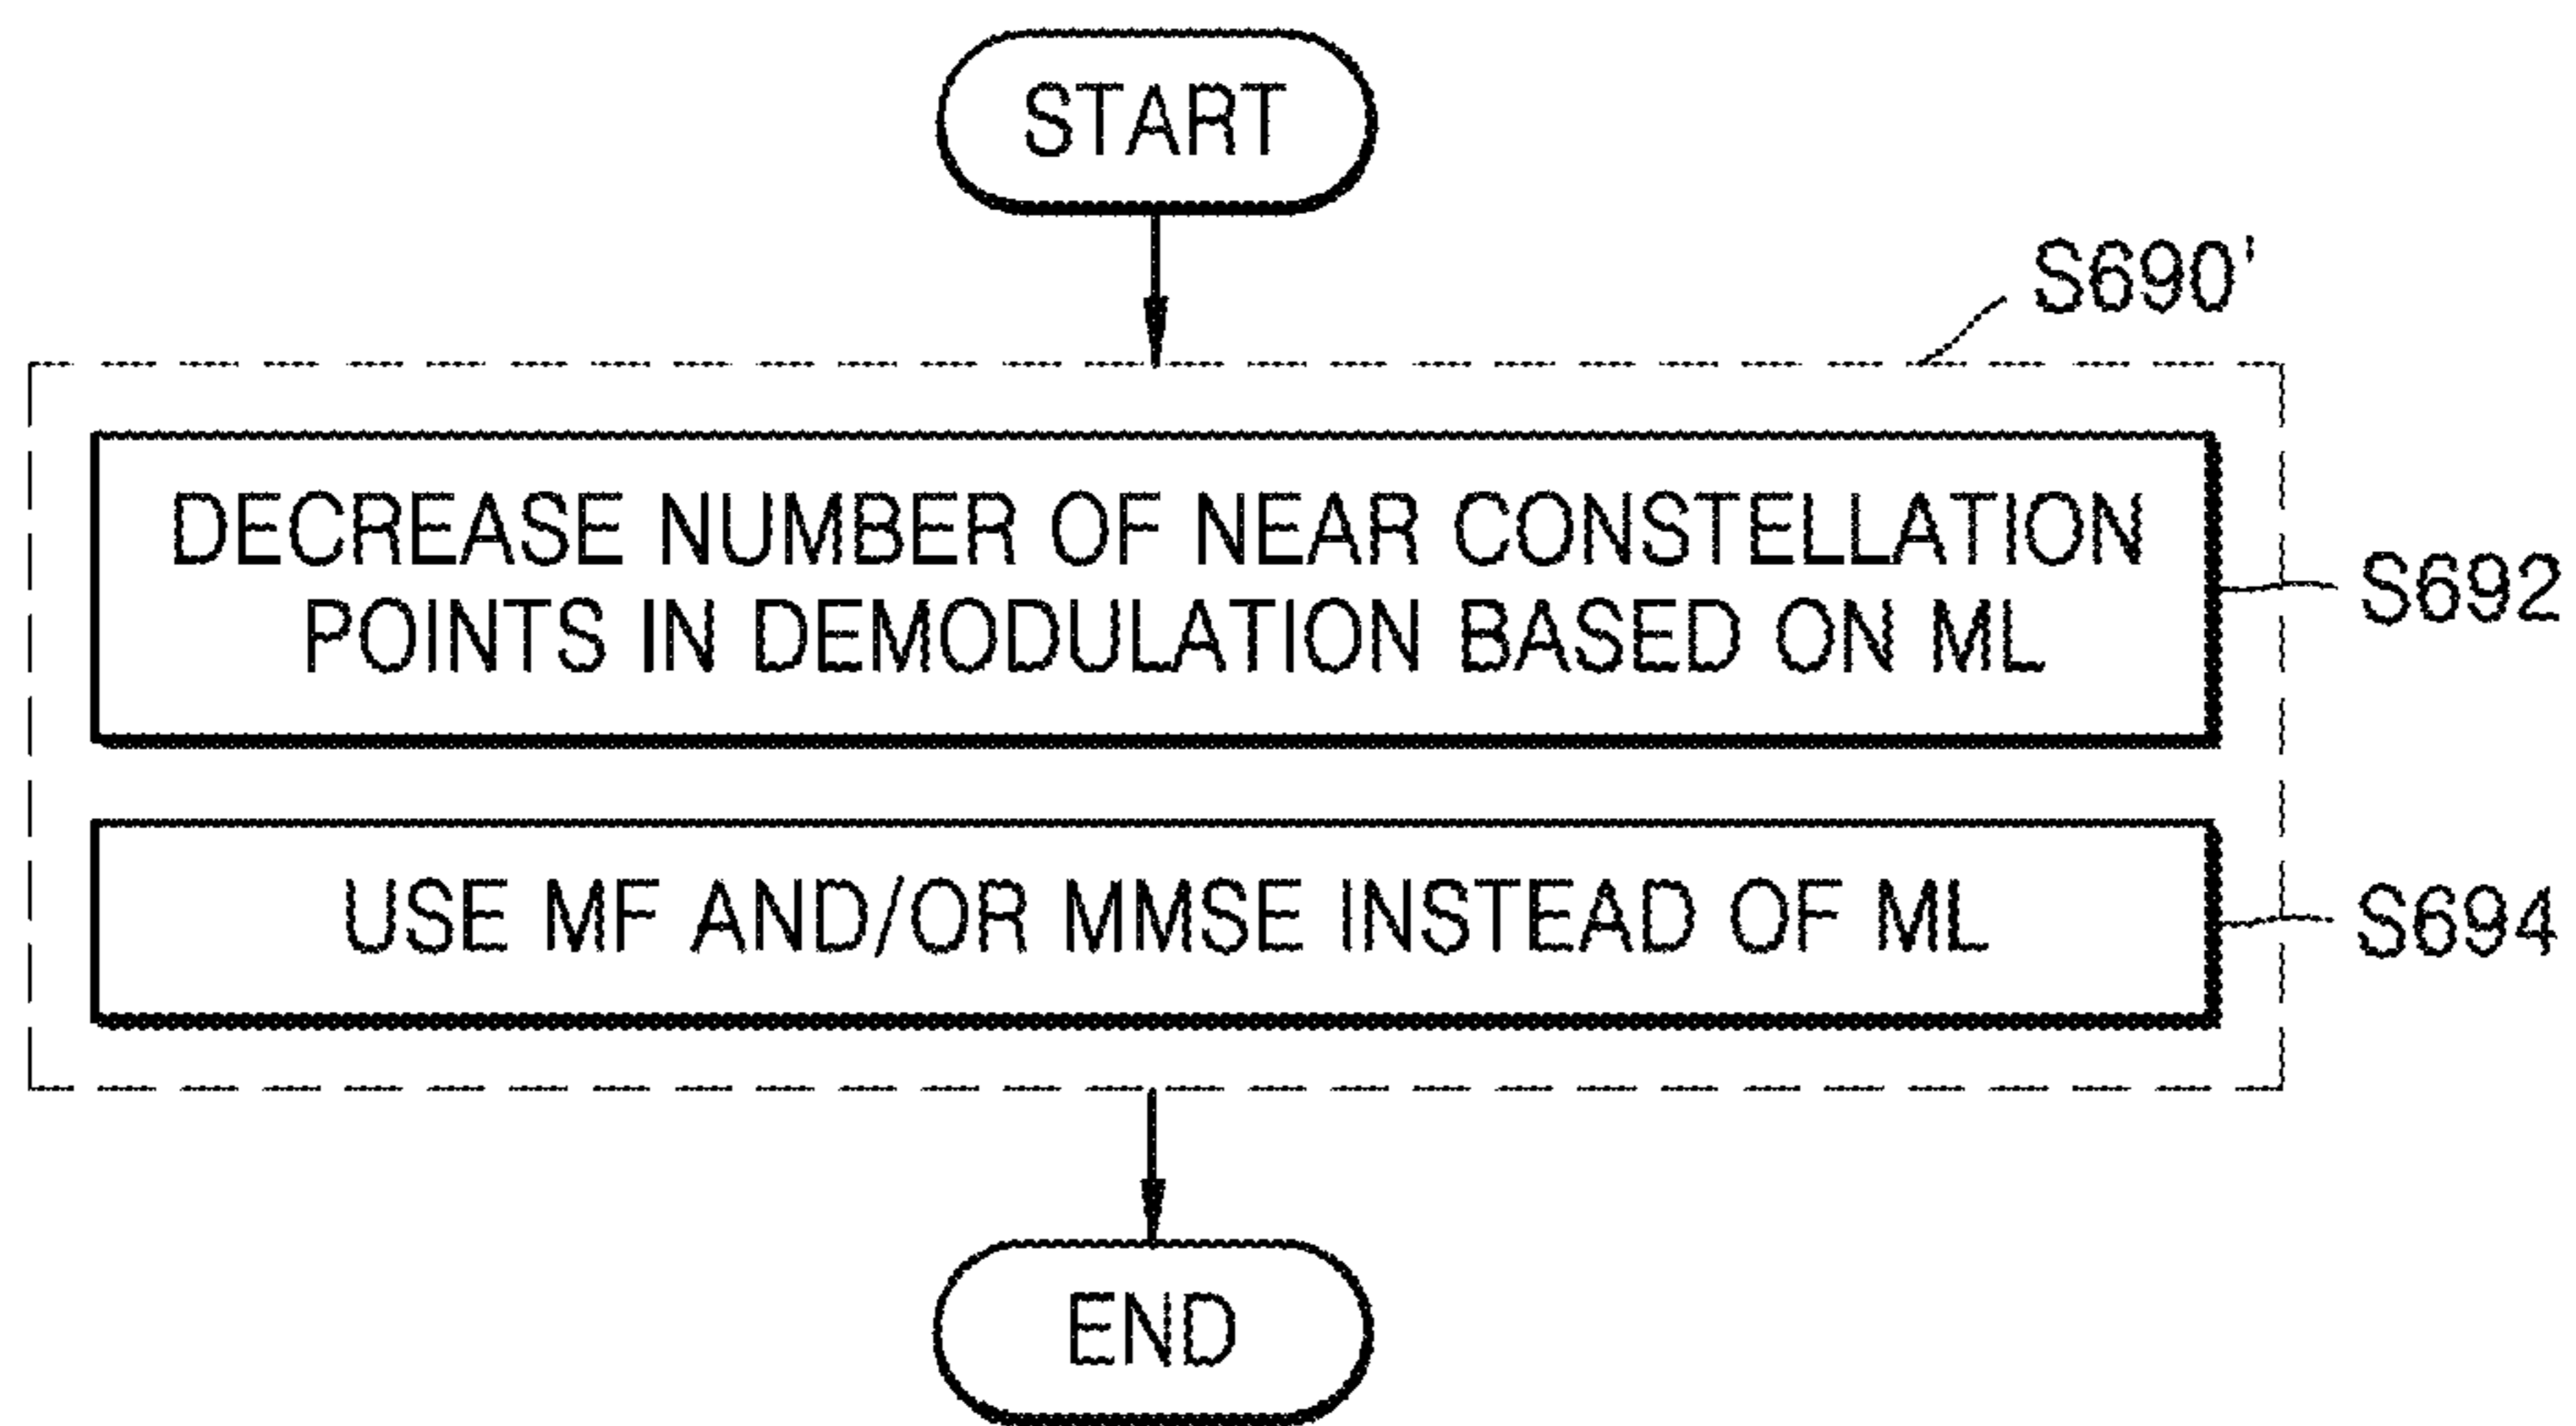 START
S690'
DECREASE NUMBER OF NEAR CONSTELLATION
POINTS IN DEMODULATION BASED ON ML
S692
USE MF AND/OR MMSE INSTEAD OF ML
S694
END